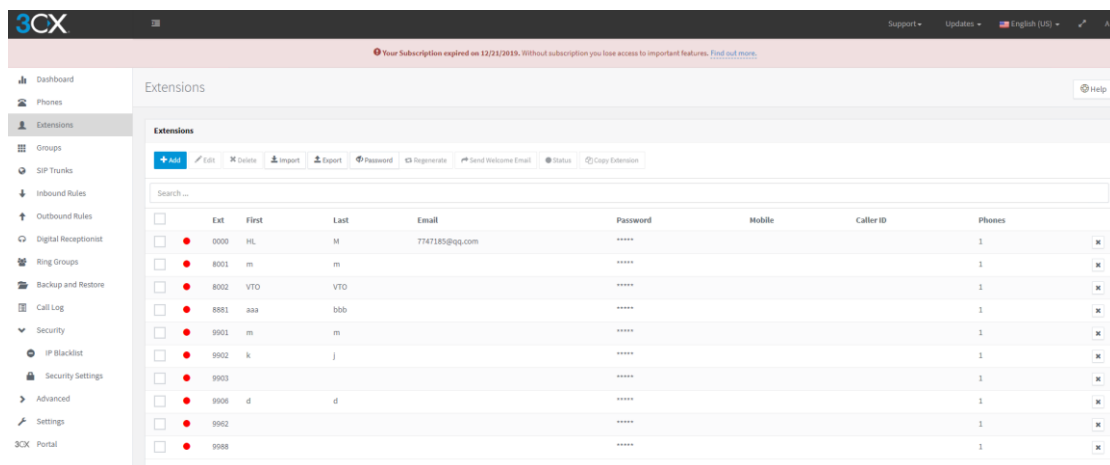 3CX
Support
Updates
English (US)
A
Your Subscription expired on 12/21/2019. Without subscription you lose access to important features. Find out more.
Dashboard
Phones
Extensions
Groups
SIP Trunks
Inbound Rules
Outbound Rules
Digital Receptionist
Ring Groups
Backup and Restore
Call Log
Security
IP Blacklist
Security Settings
Advanced
Settings
3CX Portal
Extensions
Help
Extensions
Add Edit Delete Import Export Password Regenerate Send Welcome Email Status Copy Extension
Search ...
Ext First Last Email Password Mobile Caller ID Phones
0000 HL M 7747185@qq.com ***** 1
8001 m m ***** 1
8002 VTO VTO ***** 1
8881 aaa bbb ***** 1
9901 m m ***** 1
9902 k j ***** 1
9903 ***** 1
9906 d d ***** 1
9962 ***** 1
9988 ***** 1